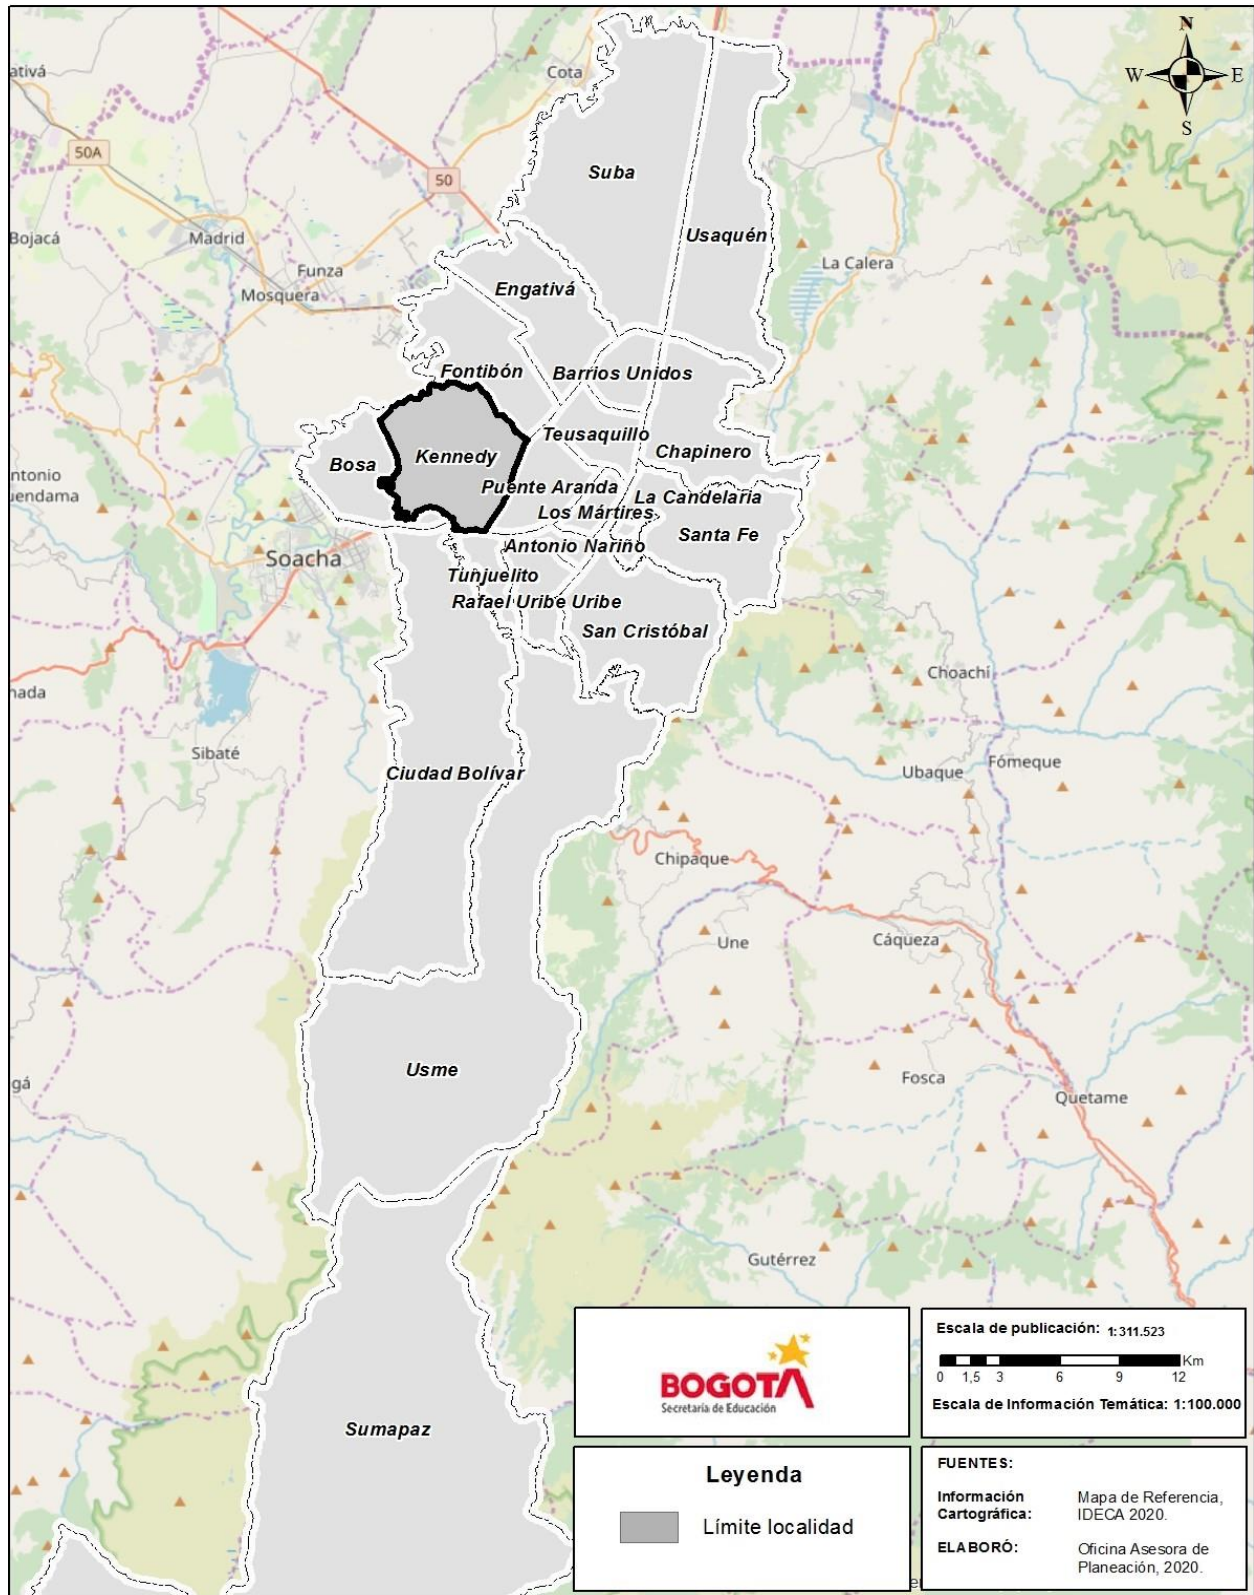 N
W
E
S
ativá
Cota
50A
50
Suba
Bojacá
Madrid
Usaquén
Funza
La Calera
Mosquera
Engativá
Fontibón
Barrios Unidos
Teusaquillo
Chapinero
Kennedy
Bosa
ntonio
uendama
Puente Aranda
La Candelaria
Los Mártires
Santa Fe
Soacha
Antonio Nariño
Tunjuelito
Rafael Uribe Uribe
San Cristóbal
Choachí
nada
Sibaté
Ciudad Bolívar
Ubaque
Fómeque
Chipaque
Une
Cáqueza
Usme
gá
Fosca
Quetame
Gutérrez
Sumapaz
BOGOTÁ
Secretaría de Educación
Escala de publicación: 1:311.523
0 1,5 3 6 9 12 Km
Escala de Información Temática: 1:100.000
Leyenda
Límite localidad
FUENTES:
Información Cartográfica:
Mapa de Referencia,
IDECA 2020.
ELABORÓ:
Oficina Asesora de
Planeación, 2020.